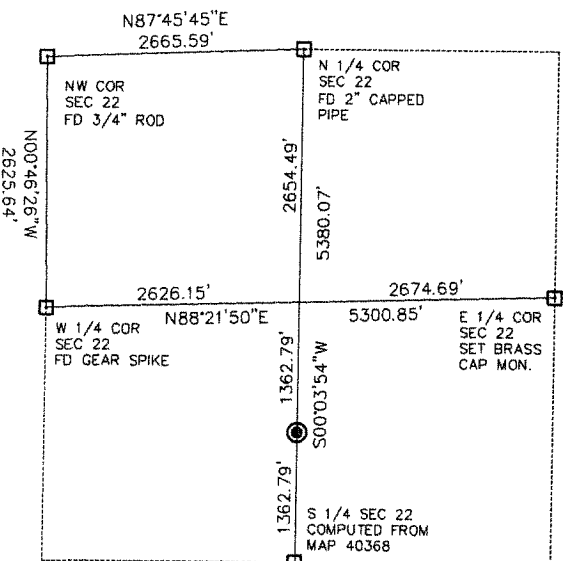 N87°45'45"E
2665.59'
NW COR
SEC 22
FD 3/4" ROD
N 1/4 COR
SEC 22
FD 2" CAPPED
PIPE
N00°46'26"W
2625.64'
2654.49'
5380.07'
2626.15'
2674.69'
N88°21'50"E
5300.85'
W 1/4 COR
SEC 22
FD GEAR SPIKE
E 1/4 COR
SEC 22
SET BRASS
CAP MON.
1362.79'
S00°03'54"W
1362.79'
S 1/4 SEC 22
COMPUTED FROM
MAP 40368